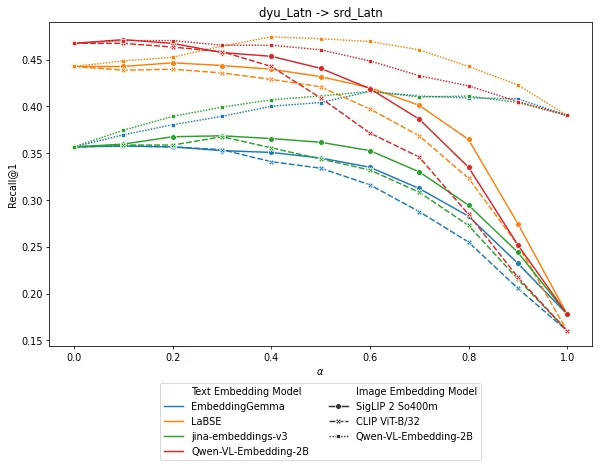 dyu_Latn -> srd_Latn
Recall@1
0.45
0.40
0.35
0.30
0.25
0.20
0.15
0.0
0.2
0.4
0.6
0.8
1.0
α
Text Embedding Model
EmbeddingGemma
LaBSE
jina-embeddings-v3
Qwen-VL-Embedding-2B
Image Embedding Model
SigLIP 2 So400m
CLIP ViT-B/32
Qwen-VL-Embedding-2B